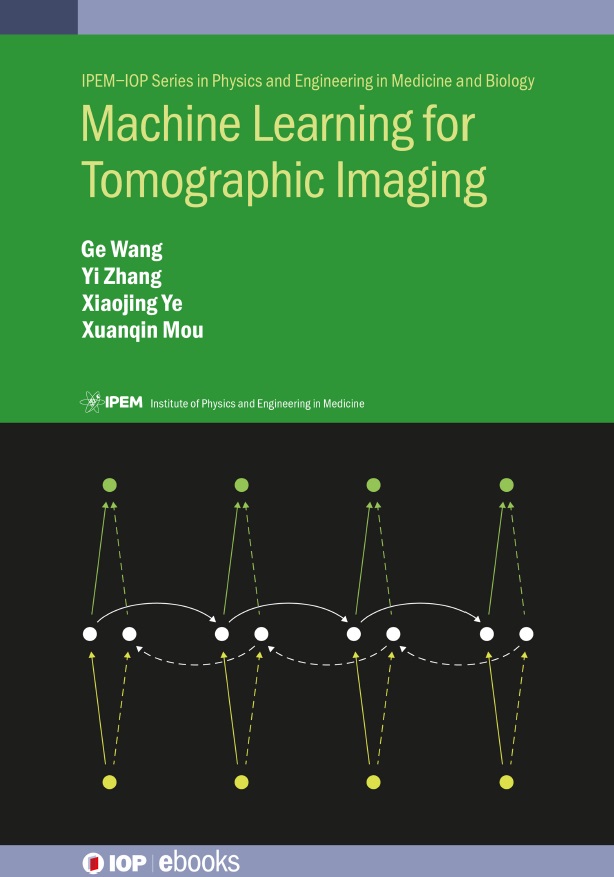 IPEM–IOP Series in Physics and Engineering in Medicine and Biology
Machine Learning for
Tomographic Imaging
Ge Wang
Yi Zhang
Xiaojing Ye
Xuanqin Mou
IPEM Institute of Physics and Engineering in Medicine
IOP ebooks